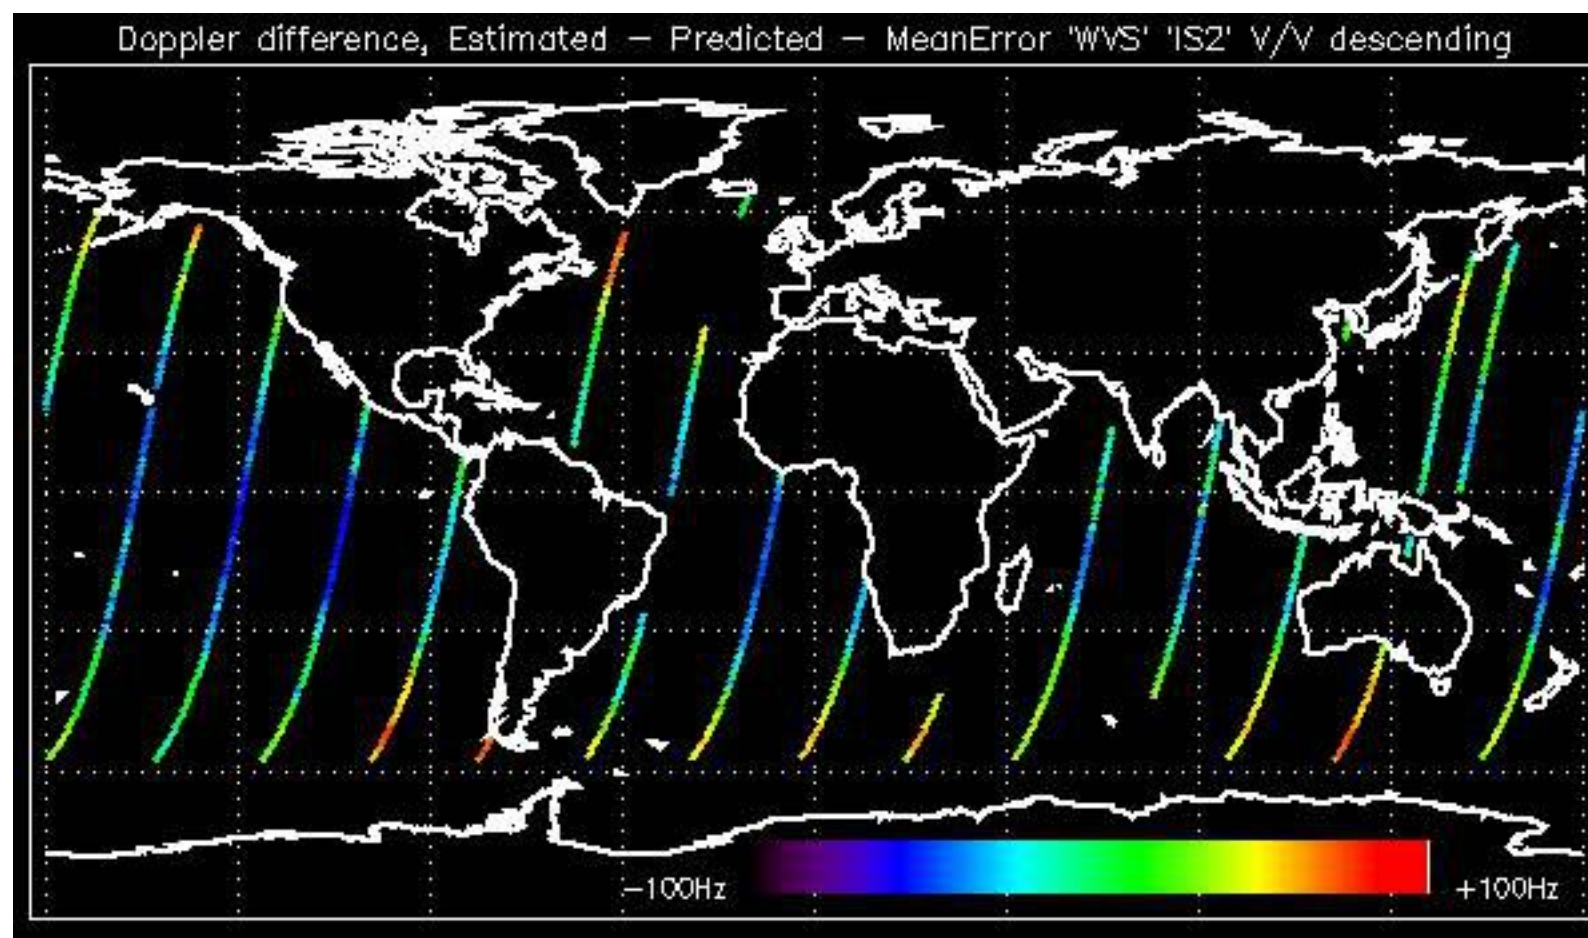 Doppler difference, Estimated – Predicted – MeanError 'WVS' 'IS2' V/V descending
–100Hz +100Hz